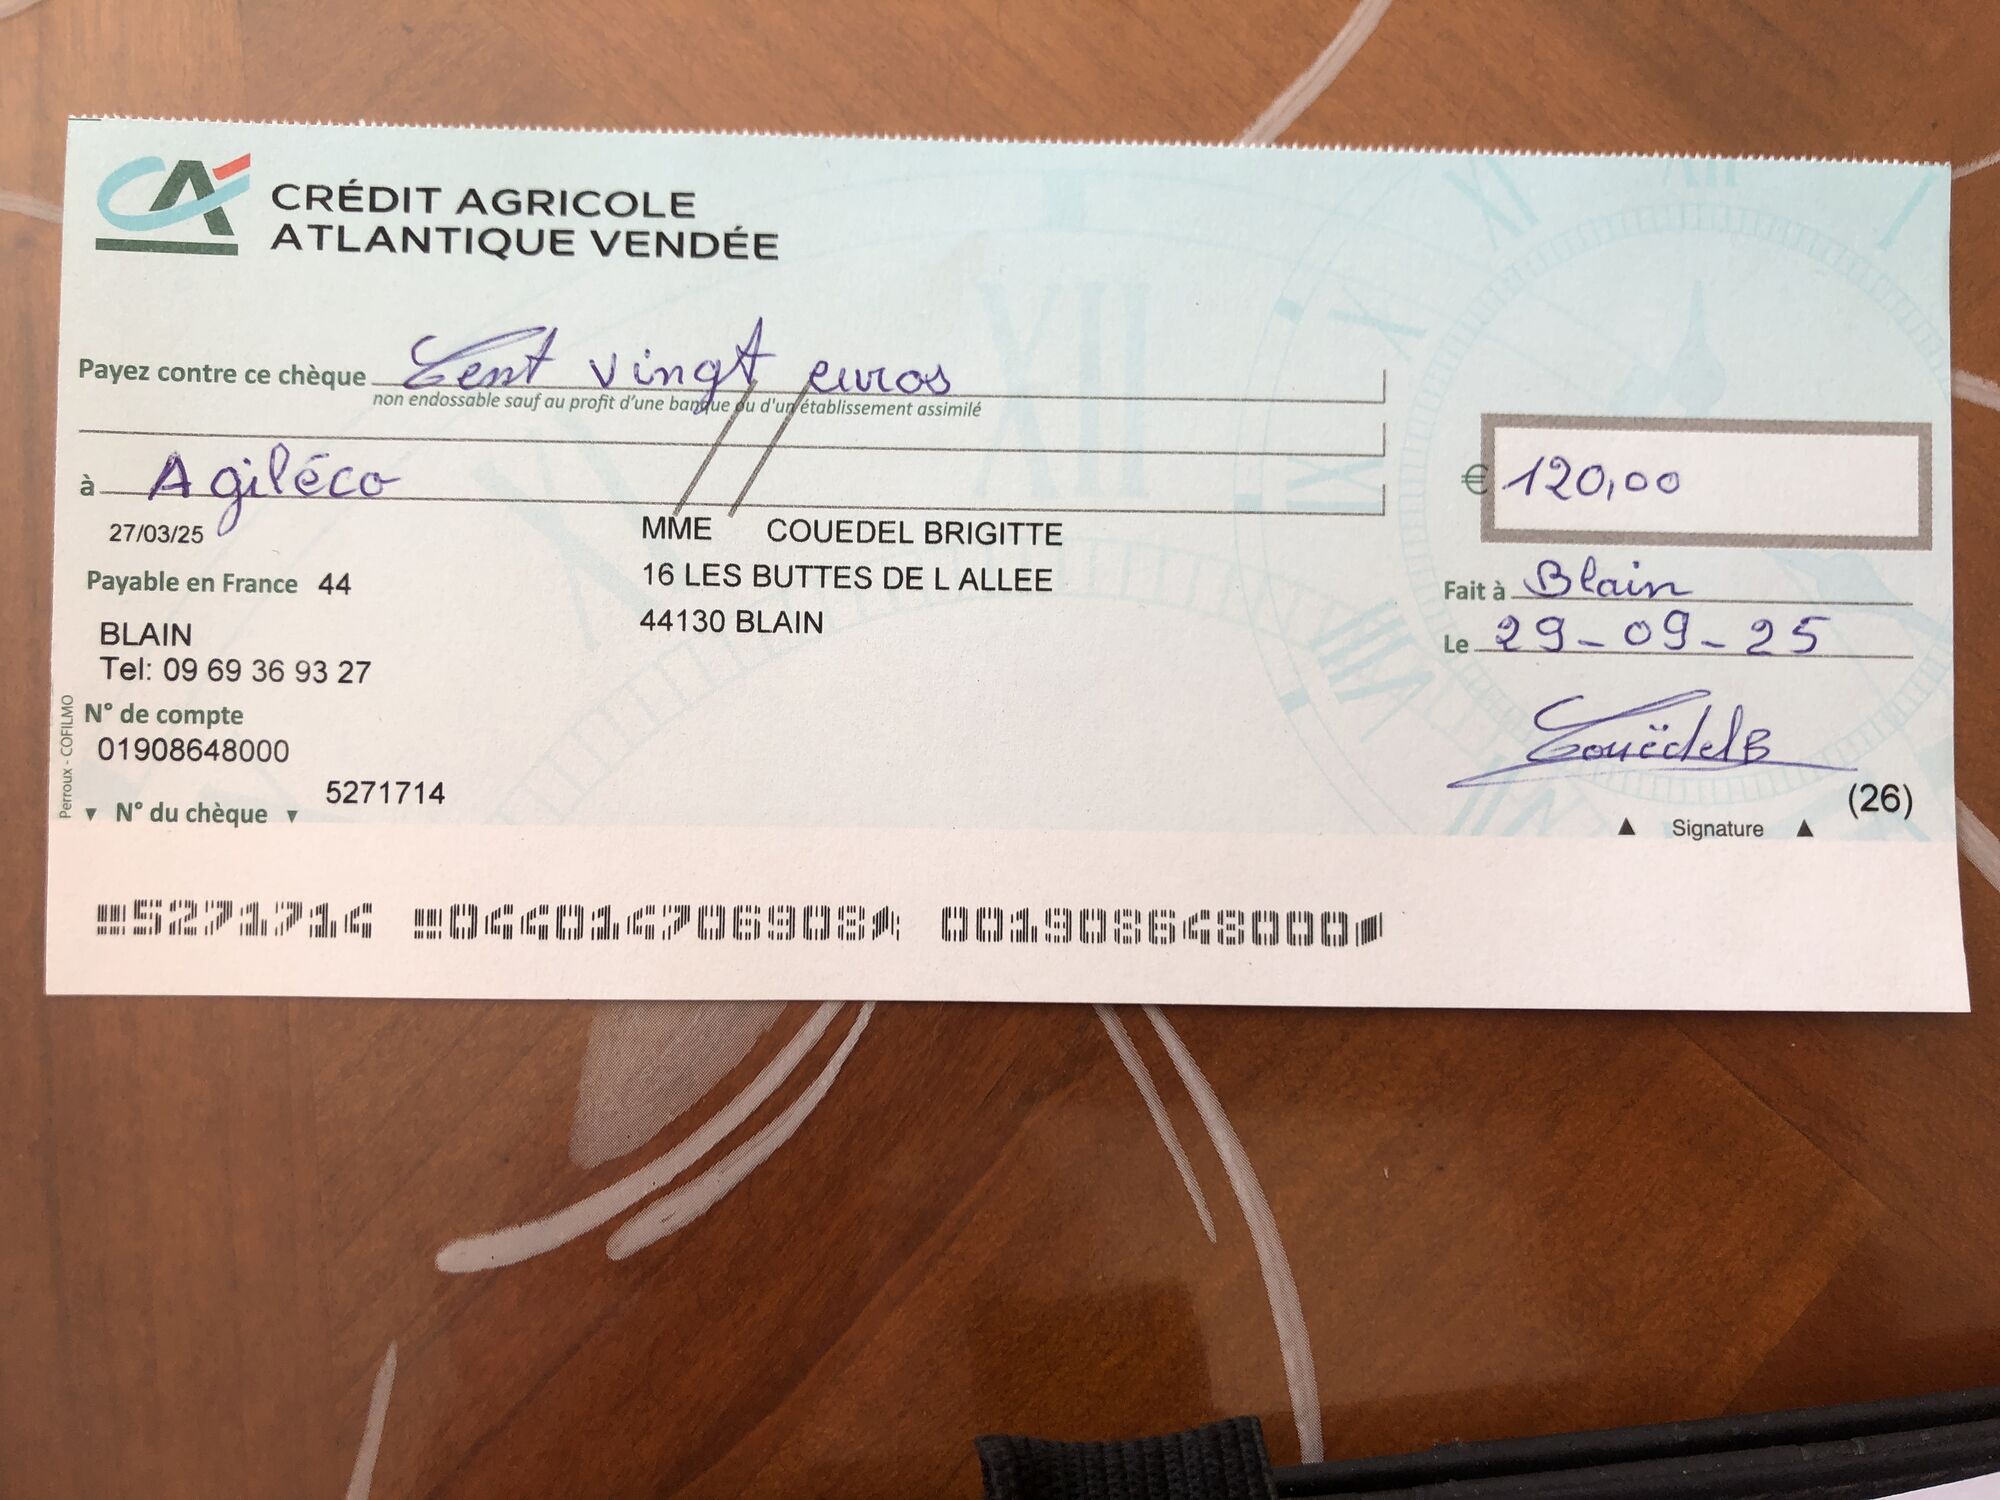 CA
CRÉDIT AGRICOLE
ATLANTIQUE VENDÉE
Payez contre ce chèque Cent vingt euros
non endossable sauf au profit d'une banque ou d'un établissement assimilé
à Agiléco
€ 120,00
27/03/25
MME COUEDEL BRIGITTE
16 LES BUTTES DE L ALLEE
44130 BLAIN
Payable en France 44
BLAIN
Tel: 09 69 36 93 27
Fait à Blain
Le 29-09-25
N° de compte
01908648000
5271714
▼ N° du chèque ▼
Perroux - COFILMO
Couëdel B
(26)
▲ Signature ▲
5271714 044014706908 001908648000